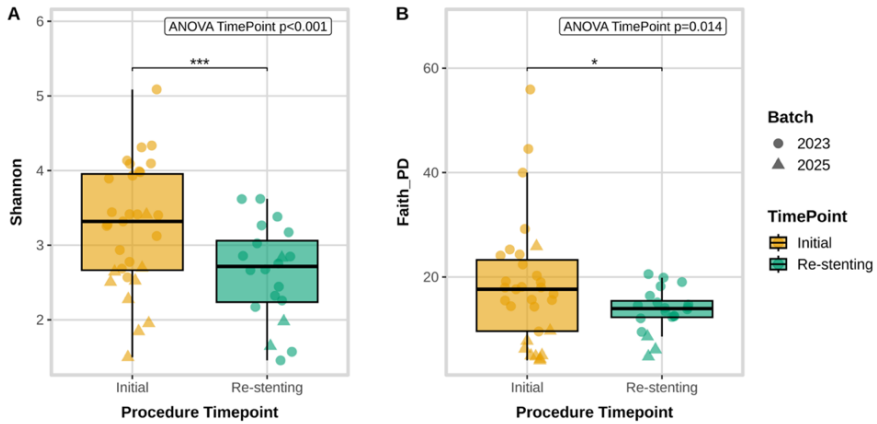 A
ANOVA TimePoint p<0.001
***
6
5
4
3
2
Shannon
Initial
Re-stenting
Procedure Timepoint
B
ANOVA TimePoint p=0.014
*
60
40
20
0
Faith_PD
Initial
Re-stenting
Procedure Timepoint
Batch
2023
2025
TimePoint
Initial
Re-stenting